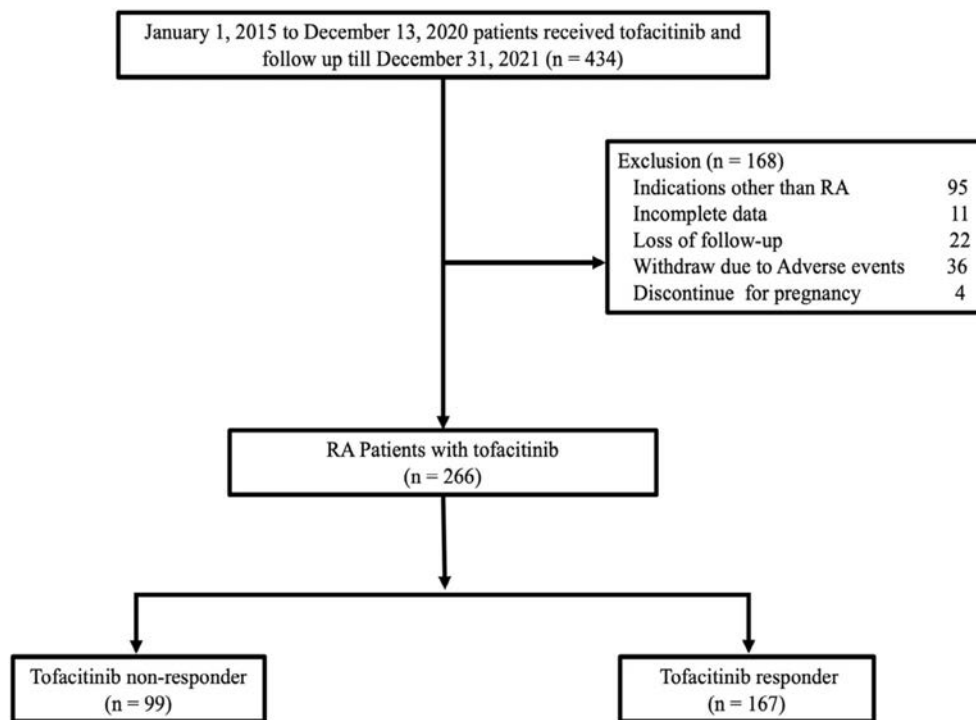 January 1, 2015 to December 13, 2020 patients received tofacitinib and
follow up till December 31, 2021 (n = 434)
Exclusion (n = 168)
Indications other than RA 95
Incomplete data 11
Loss of follow-up 22
Withdraw due to Adverse events 36
Discontinue for pregnancy 4
RA Patients with tofacitinib
(n = 266)
Tofacitinib non-responder
(n = 99)
Tofacitinib responder
(n = 167)